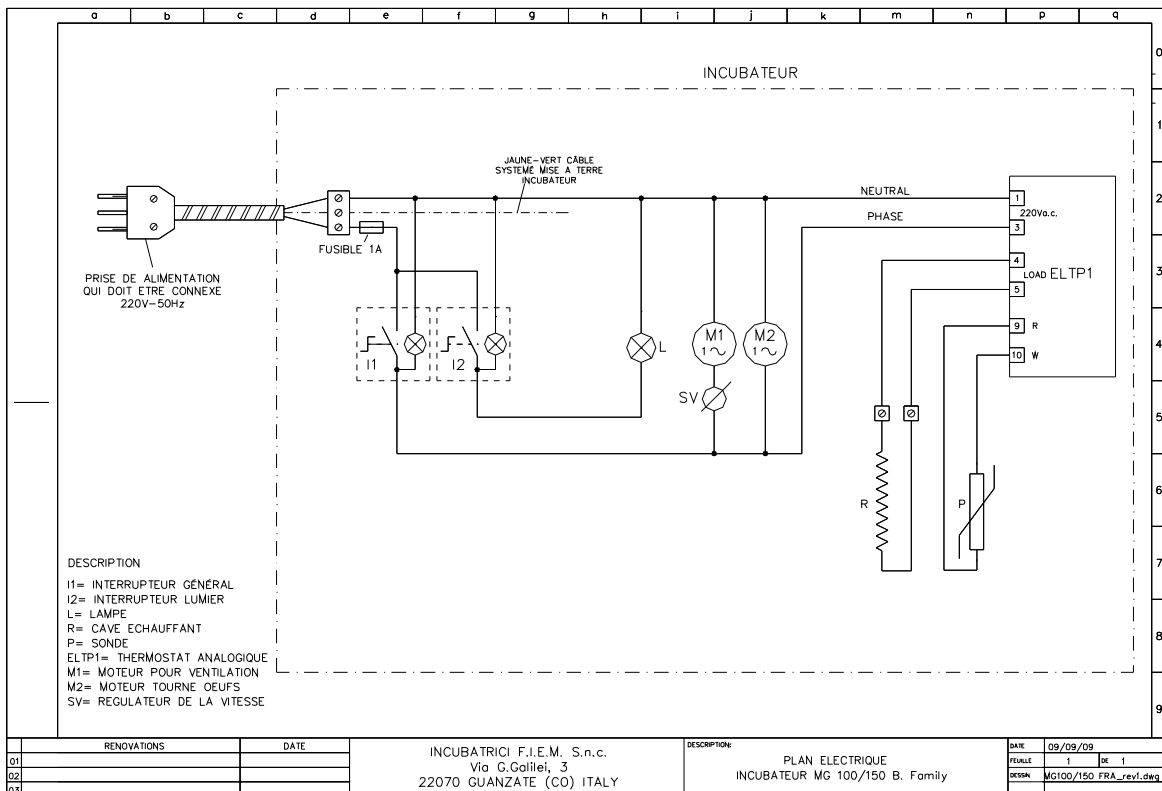 a b c d e f g h i j k m n p q
0
1
2
3
4
5
6
7
8
9
INCUBATEUR
JAUNE-VERT CÂBLE
SYSTEMÉ MISE A TERRE
INCUBATEUR
NEUTRAL
PHASE
FUSIBLE 1A
PRISE DE ALIMENTATION
QUI DOIT ETRE CONNEXE
220V-50Hz
1
220Va.c.
3
4
LOAD ELTP1
5
9 R
10 W
I1
I2
L
M1
1~
M2
1~
SV
R
P
DESCRIPTION
I1= INTERRUPTEUR GÉNÉRAL
I2= INTERRUPTEUR LUMIER
L= LAMPE
R= CAVE ECHAUFFANT
P= SONDE
ELTP1= THERMOSTAT ANALOGIQUE
M1= MOTEUR POUR VENTILATION
M2= MOTEUR TOURNE OEUFS
SV= REGULATEUR DE LA VITESSE
RENOVATIONS DATE
01
02
03
INCUBATRICI F.I.E.M. S.n.c.
Via G.Galilei, 3
22070 GUANZATE (CO) ITALY
DESCRIPTION:
PLAN ELECTRIQUE
INCUBATEUR MG 100/150 B. Family
DATE 09/09/09
FEUILLE 1 DE 1
DESSIN MG100/150 FRA_rev1.dwg